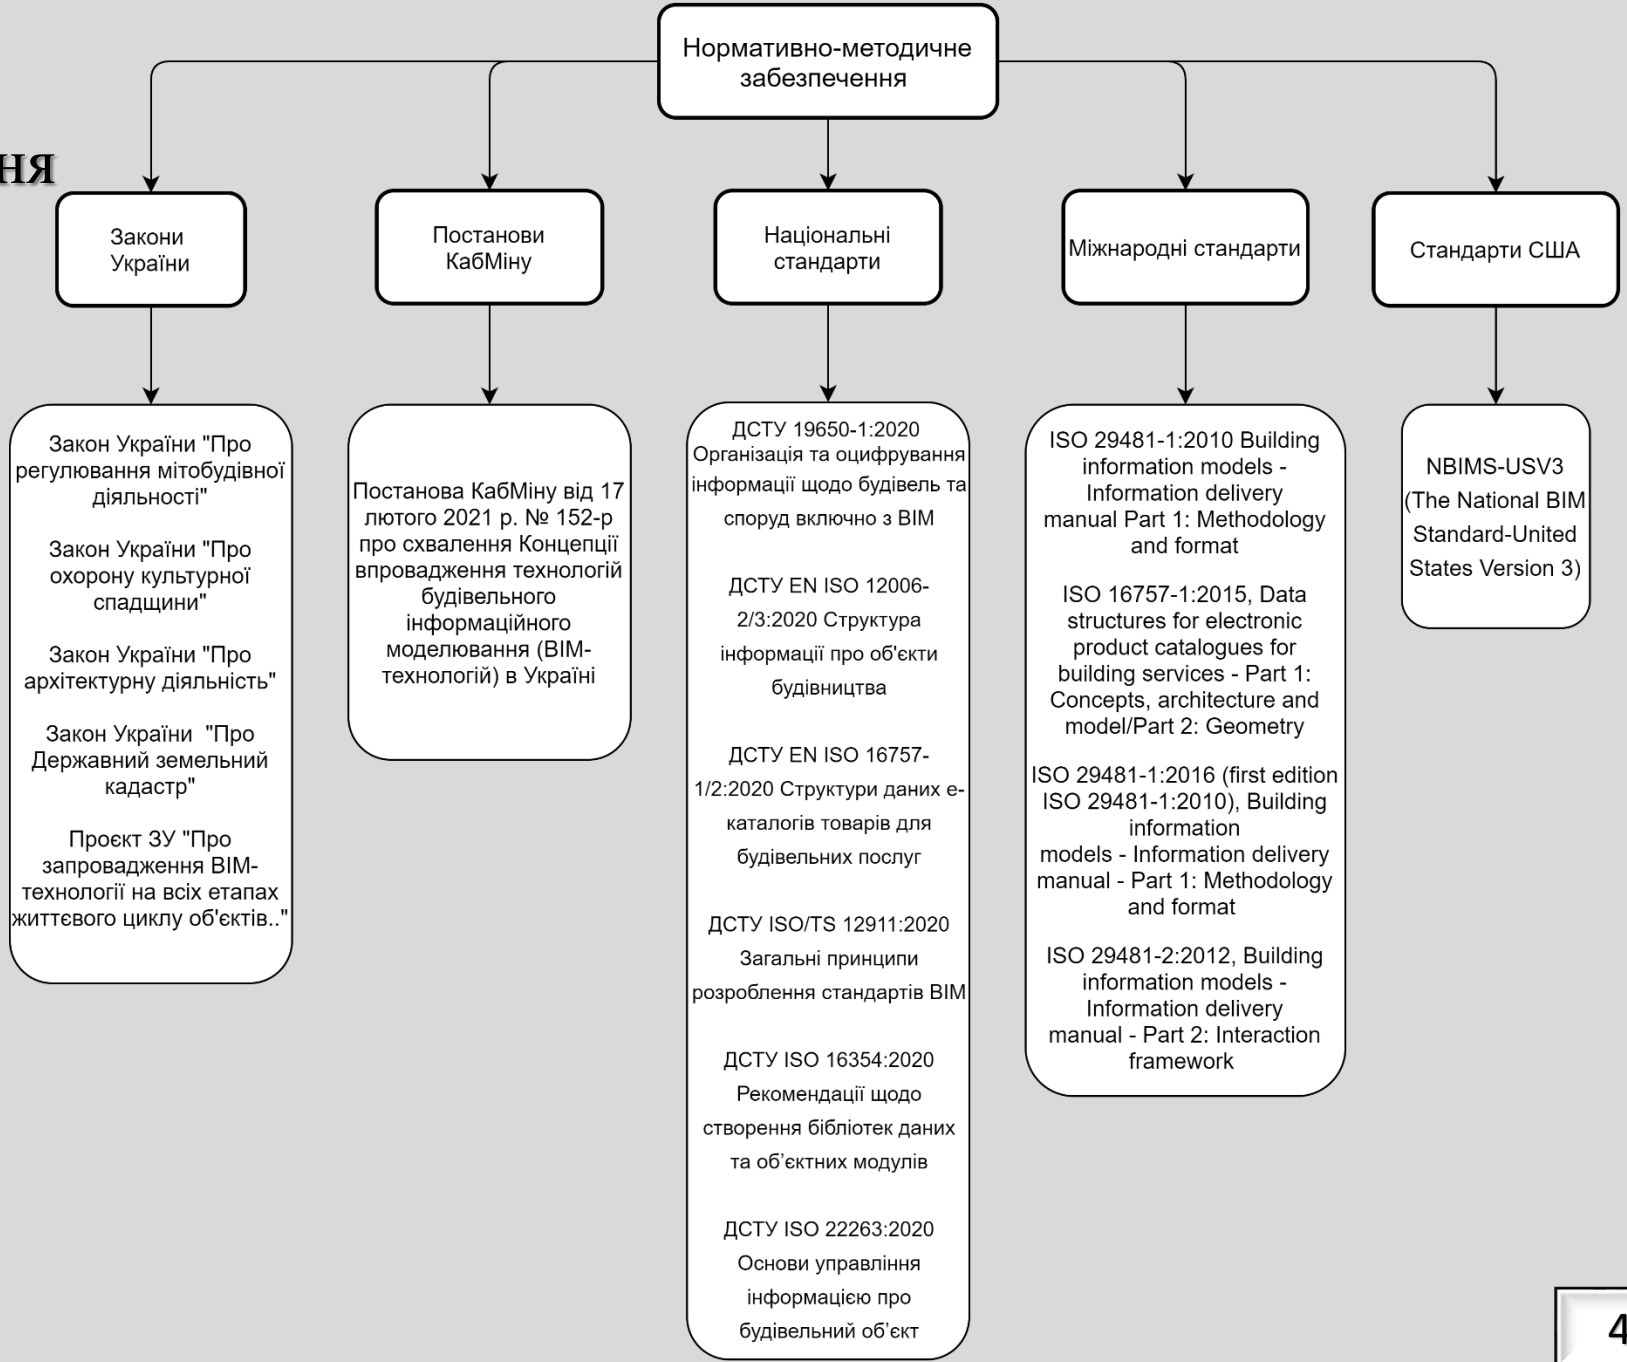 Нормативно-методичне
забезпечення
ня
Закони
України
Постанови
КабМіну
Національні
стандарти
Міжнародні стандарти
Стандарти США
Закон України "Про
регулювання мітобудівної
діяльності"
Закон України "Про
охорону культурної
спадщини"
Закон України "Про
архітектурну діяльність"
Закон України "Про
Державний земельний
кадастр"
Проєкт ЗУ "Про
запровадження BIM-
технології на всіх етапах
життєвого циклу об'єктів.."
Постанова КабМіну від 17
лютого 2021 р. № 152-р
про схвалення Концепції
впровадження технологій
будівельного
інформаційного
моделювання (BIM-
технологій) в Україні
ДСТУ 19650-1:2020
Організація та оцифрування
інформації щодо будівель та
споруд включно з BIM
ДСТУ EN ISO 12006-
2/3:2020 Структура
інформації про об'єкти
будівництва
ДСТУ EN ISO 16757-
1/2:2020 Структури даних е-
каталогів товарів для
будівельних послуг
ДСТУ ISO/TS 12911:2020
Загальні принципи
розроблення стандартів BIM
ДСТУ ISO 16354:2020
Рекомендації щодо
створення бібліотек даних
та об’єктних модулів
ДСТУ ISO 22263:2020
Основи управління
інформацією про
будівельний об’єкт
ISO 29481-1:2010 Building
information models -
Information delivery
manual Part 1: Methodology
and format
ISO 16757-1:2015, Data
structures for electronic
product catalogues for
building services - Part 1:
Concepts, architecture and
model/Part 2: Geometry
ISO 29481-1:2016 (first edition
ISO 29481-1:2010), Building
information
models - Information delivery
manual - Part 1: Methodology
and format
ISO 29481-2:2012, Building
information models -
Information delivery
manual - Part 2: Interaction
framework
NBIMS-USV3
(The National BIM
Standard-United
States Version 3)
4